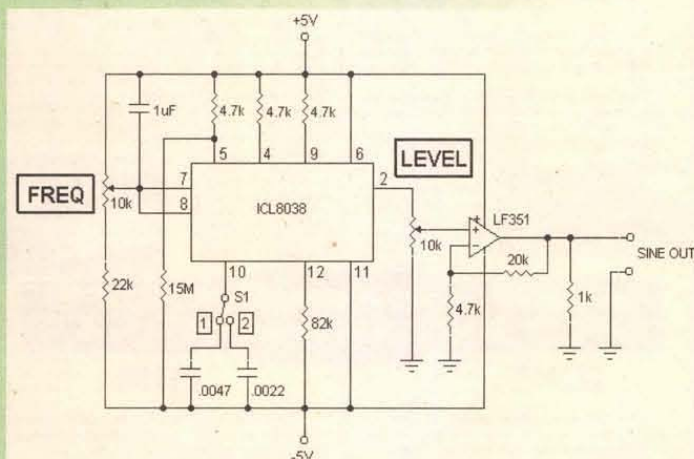 +5V
1uF
4.7k
4.7k
4.7k
5
4
9
6
LEVEL
FREQ
10k
7
8
ICL8038
2
10k
LF351
+
+
-
20k
SINE OUT
22k
15M
10
12
11
S1
1
2
82k
4.7k
1k
.0047
.0022
-5V